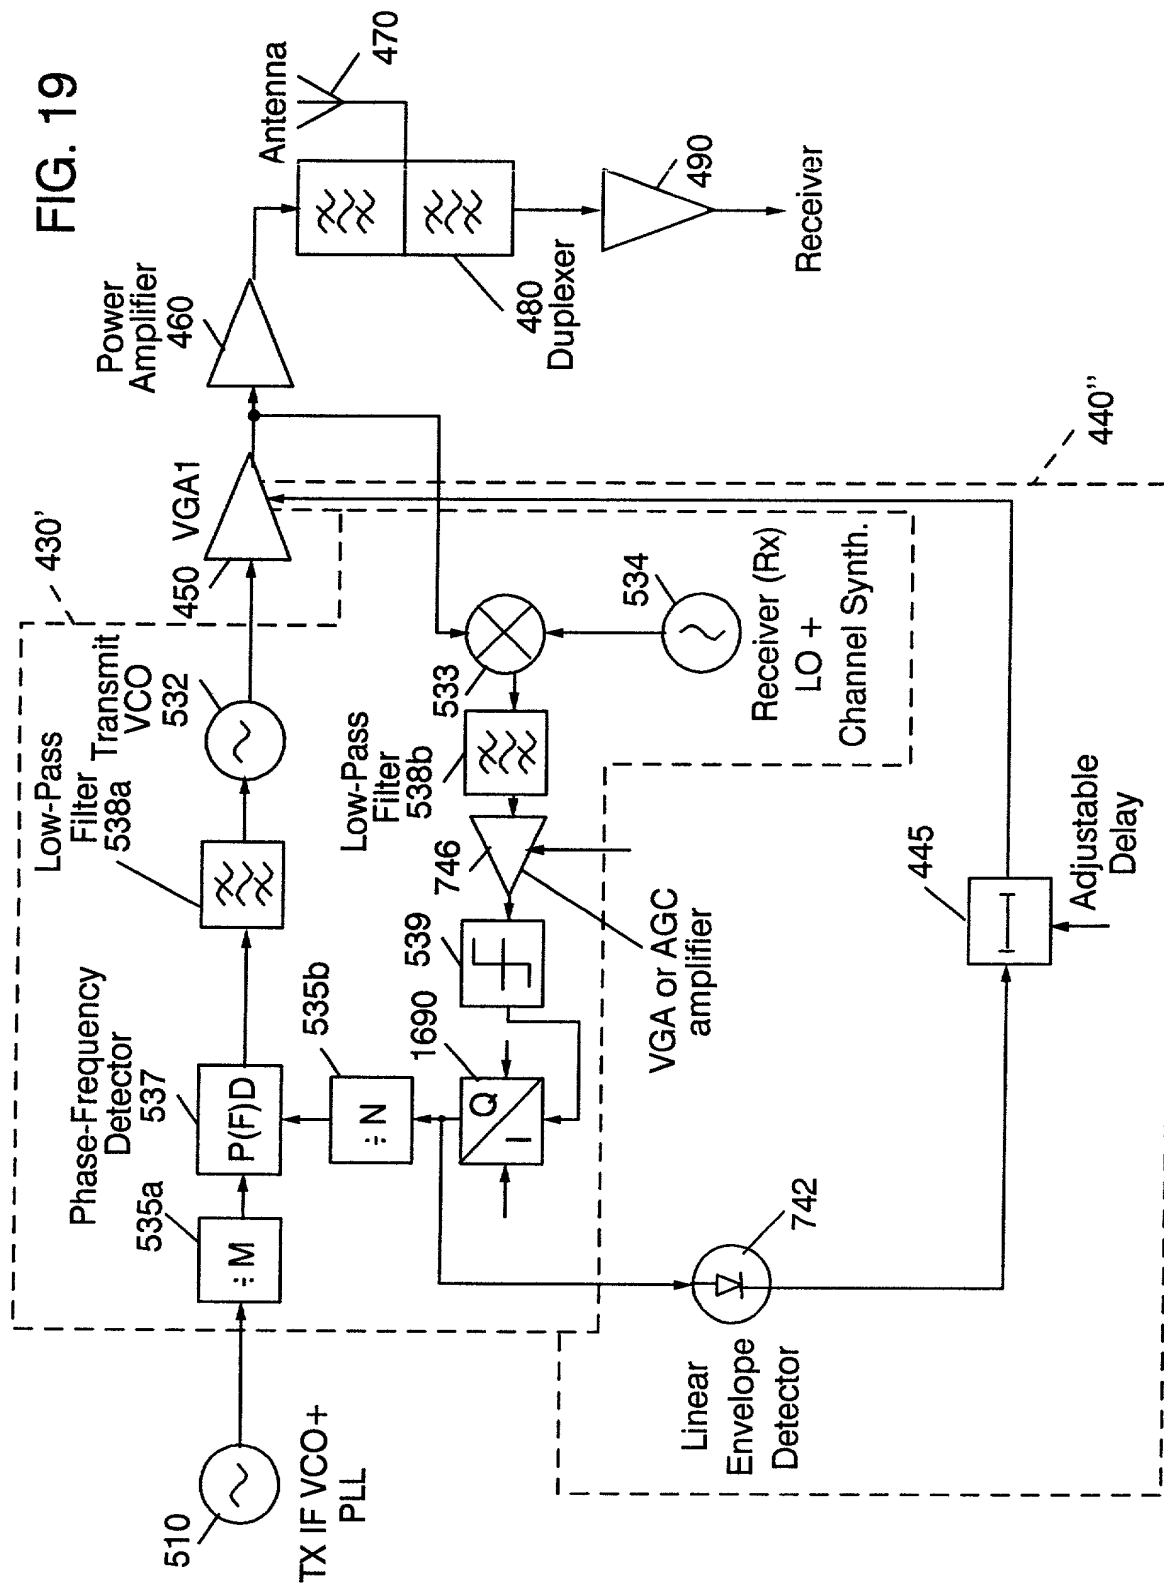 FIG. 19
Antenna
470
Power
Amplifier
460
480
Duplexer
490
Receiver
VGA1
450
430'
440"
Transmit
VCO
532
Low-Pass
Filter
538a
Phase-Frequency
Detector
537
P(F)D
535a
÷M
510
TX IF VCO+
PLL
535b
÷N
1690
Q
I
539
746
Low-Pass
Filter
538b
533
534
Receiver (Rx)
LO +
Channel Synth.
VGA or AGC
amplifier
445
Adjustable
Delay
742
Linear
Envelope
Detector